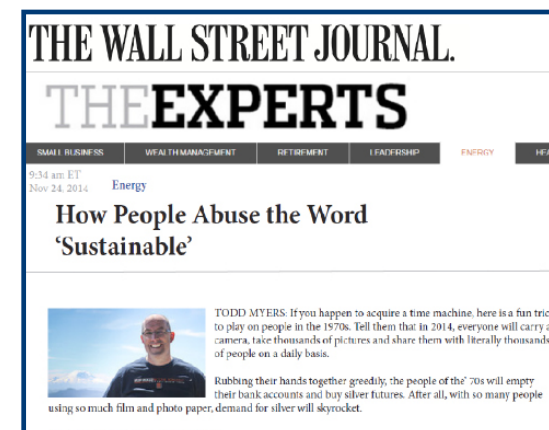 THE WALL STREET JOURNAL.
THE EXPERTS
SMALL BUSINESS WEALTH MANAGEMENT RETIREMENT LEADERSHIP ENERGY HEA
9:34 am ET
Nov 24, 2014 Energy
How People Abuse the Word
‘Sustainable’
TODD MYERS: If you happen to acquire a time machine, here is a fun tric
to play on people in the 1970s. Tell them that in 2014, everyone will carry a
camera, take thousands of pictures and share them with literally thousands
of people on a daily basis.
Rubbing their hands together greedily, the people of the’ 70s will empty
their bank accounts and buy silver futures. After all, with so many people
using so much film and photo paper, demand for silver will skyrocket.